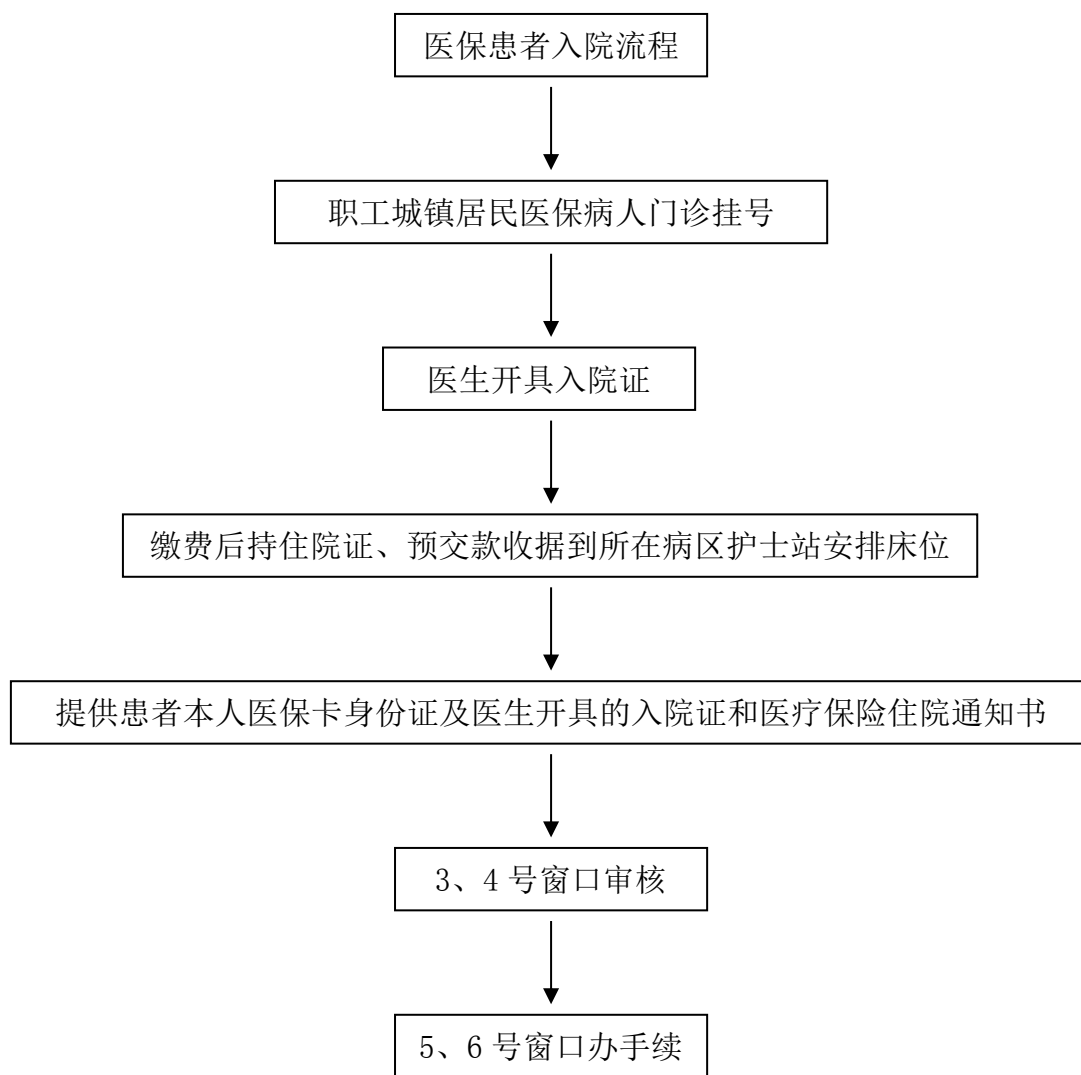 医保患者入院流程
职工城镇居民医保病人门诊挂号
医生开具入院证
缴费后持住院证、预交款收据到所在病区护士站安排床位
提供患者本人医保卡身份证及医生开具的入院证和医疗保险住院通知书
3、4 号窗口审核
5、6 号窗口办手续